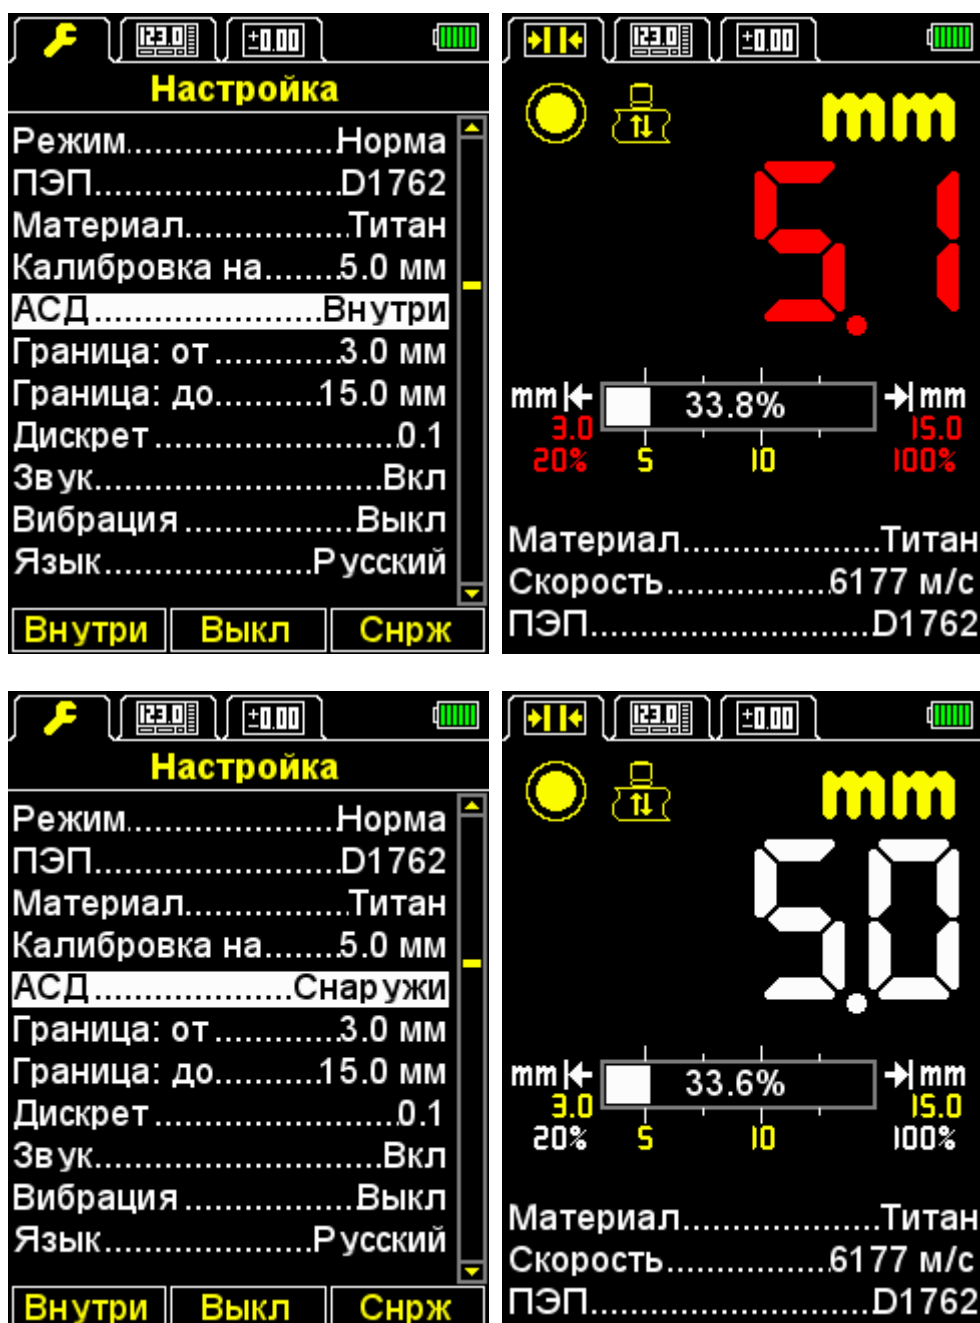 123.0 ±0.00
Настройка
Режим....................Норма
ПЭП.......................D1762
Материал................Титан
Калибровка на........5.0 мм
АСД......................Внутри
Граница: от............3.0 мм
Граница: до..........15.0 мм
Дискрет.........................0.1
Звук............................Вкл
Вибрация.................Выкл
Язык....................Русский
Внутри Выкл Снрж
123.0 ±0.00
mm
5.1
mm 33.8% mm
3.0 15.0
20% 5 10 100%
Материал...................Титан
Скорость................6177 м/с
ПЭП...........................D1762
123.0 ±0.00
Настройка
Режим....................Норма
ПЭП.......................D1762
Материал................Титан
Калибровка на........5.0 мм
АСД...................Снаружи
Граница: от............3.0 мм
Граница: до..........15.0 мм
Дискрет.........................0.1
Звук............................Вкл
Вибрация.................Выкл
Язык....................Русский
Внутри Выкл Снрж
123.0 ±0.00
mm
5.0
mm 33.6% mm
3.0 15.0
20% 5 10 100%
Материал...................Титан
Скорость................6177 м/с
ПЭП...........................D1762